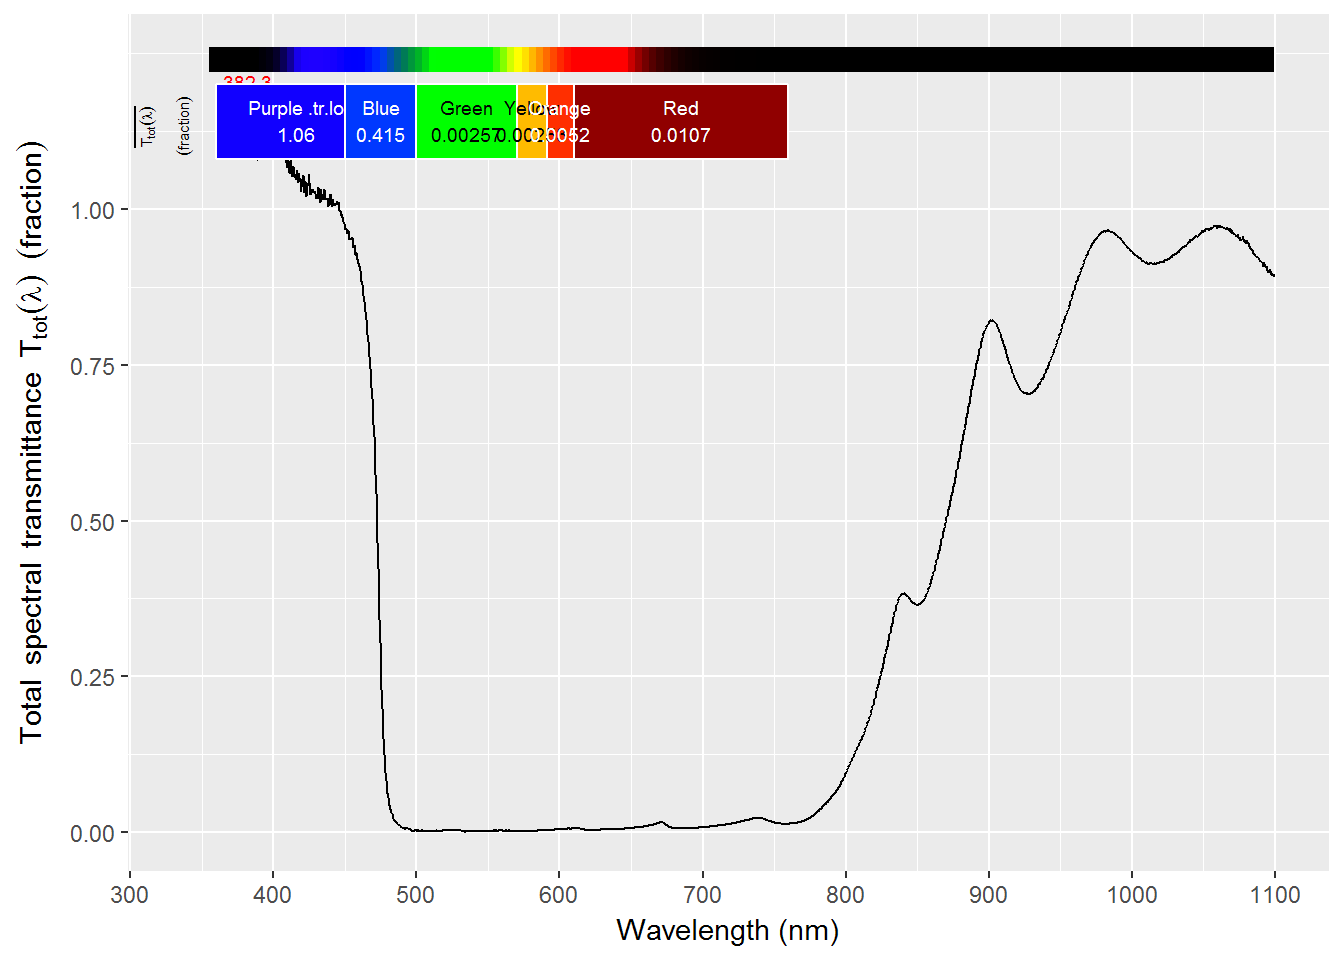 382.3
Purple .tr.lo Blue Green Orange Red
1.06 0.415 0.00257 0.0107
T_tot(λ)
(fraction)
Total spectral transmittance T_tot(λ) (fraction)
1.00
0.75
0.50
0.25
0.00
300 400 500 600 700 800 900 1000 1100
Wavelength (nm)